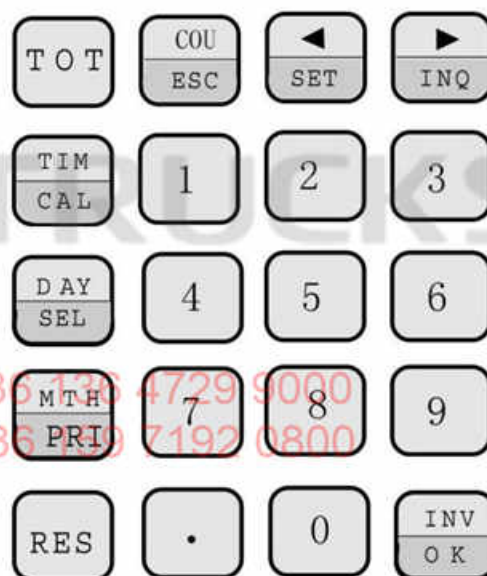 TOT COU ◄ ►
ESC SET INQ
TIM 1 2 3
CAL
TRUCKS
DAY 4 5 6
SEL
86 136 4729 9000
MTH 7 8 9
PRI
86 139 7192 0800
RES . 0 INV
OK